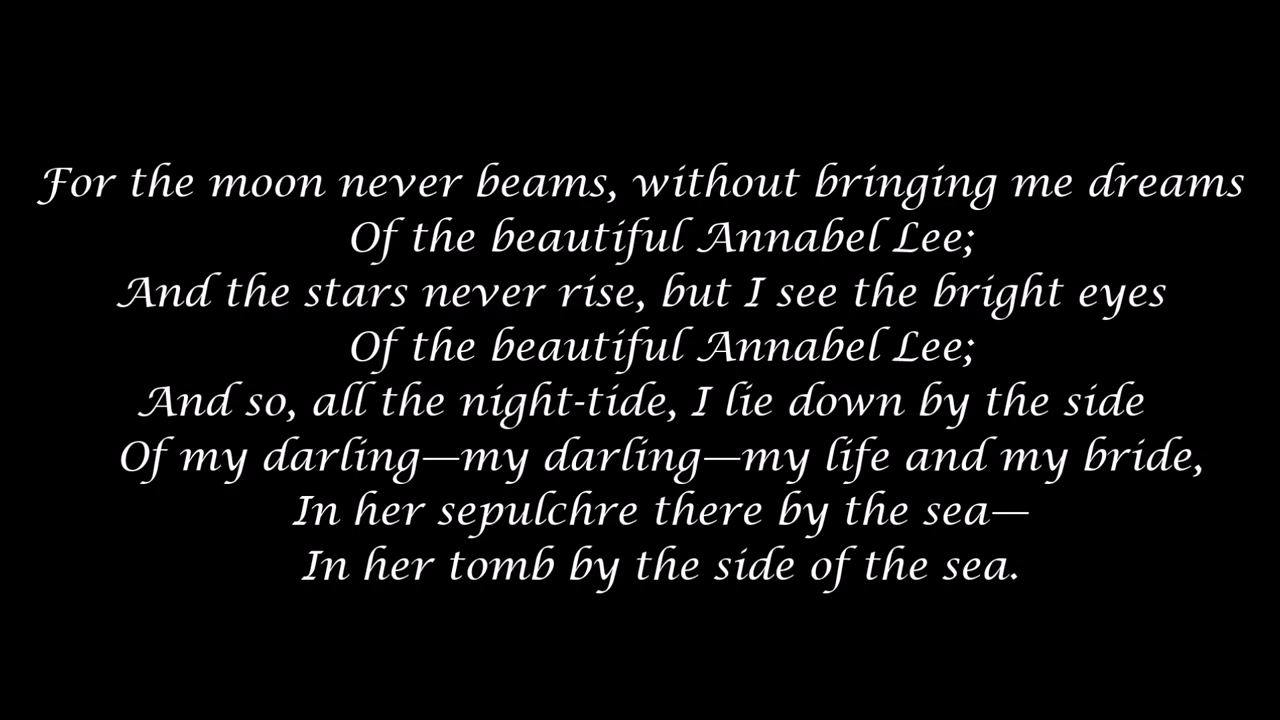 For the moon never beams, without bringing me dreams
Of the beautiful Annabel Lee;
And the stars never rise, but I see the bright eyes
Of the beautiful Annabel Lee;
And so, all the night-tide, I lie down by the side
Of my darling—my darling—my life and my bride,
In her sepulchre there by the sea—
In her tomb by the side of the sea.